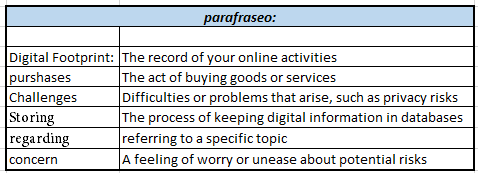 parafraseo:
Digital Footprint: The record of your online activities
purshases The act of buying goods or services
Challenges Difficulties or problems that arise, such as privacy risks
Storing The process of keeping digital information in databases
regarding referring to a specific topic
concern A feeling of worry or unease about potential risks